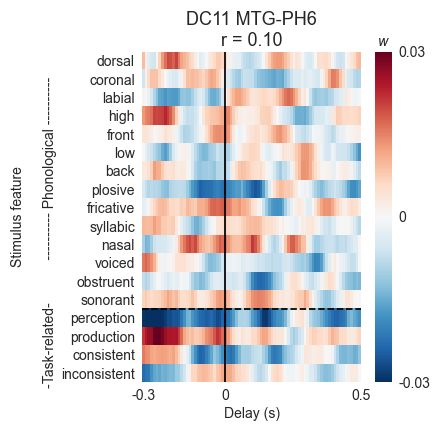 DC11 MTG-PH6
r = 0.10
w
Stimulus feature
---------- Phonological ----------
-Task-related-
dorsal
coronal
labial
high
front
low
back
plosive
fricative
syllabic
nasal
voiced
obstruent
sonorant
perception
production
consistent
inconsistent
0.03
0
-0.03
-0.3
0
0.5
Delay (s)